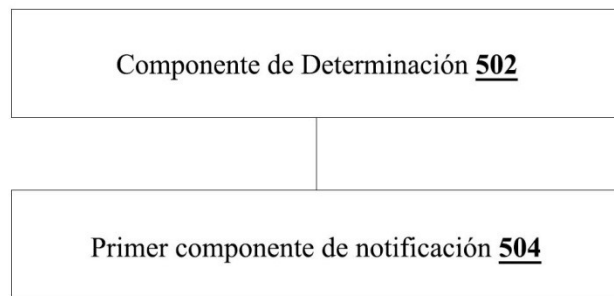 Componente de Determinación 502
Primer componente de notificación 504